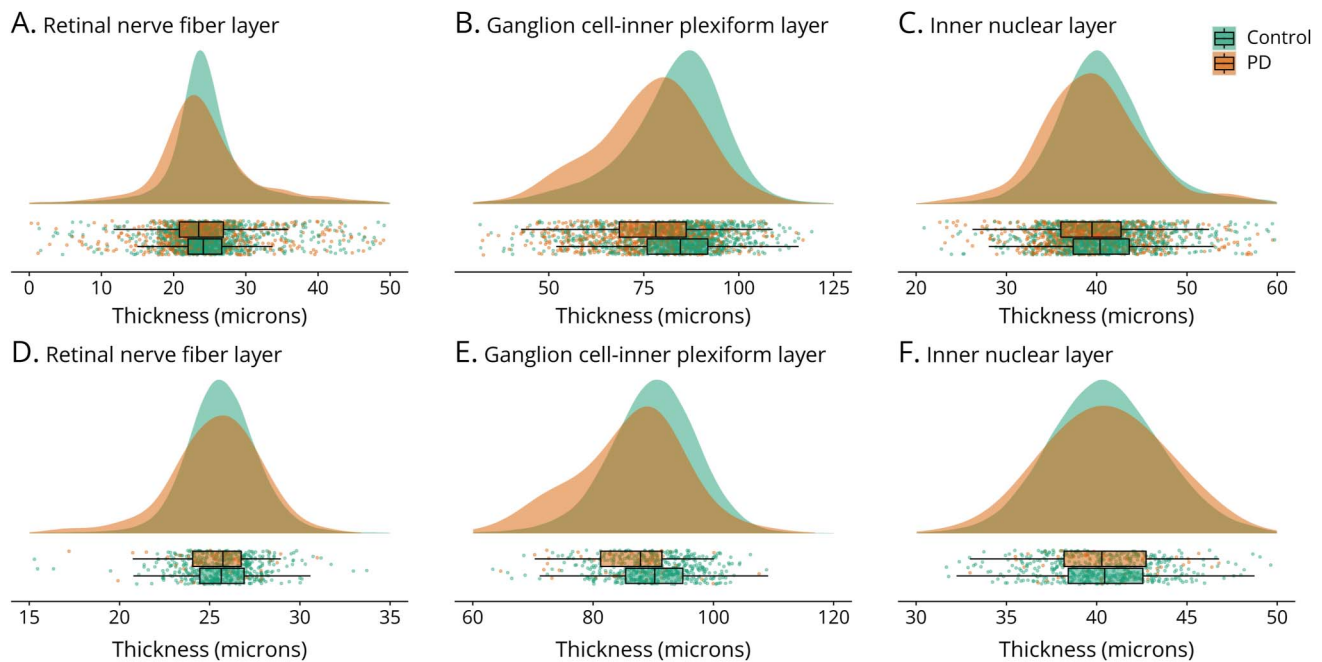 A. Retinal nerve fiber layer
B. Ganglion cell-inner plexiform layer
C. Inner nuclear layer
Control
PD
0 10 20 30 40 50
Thickness (microns)
50 75 100 125
Thickness (microns)
20 30 40 50 60
Thickness (microns)
D. Retinal nerve fiber layer
E. Ganglion cell-inner plexiform layer
F. Inner nuclear layer
15 20 25 30 35
Thickness (microns)
60 80 100 120
Thickness (microns)
30 35 40 45 50
Thickness (microns)